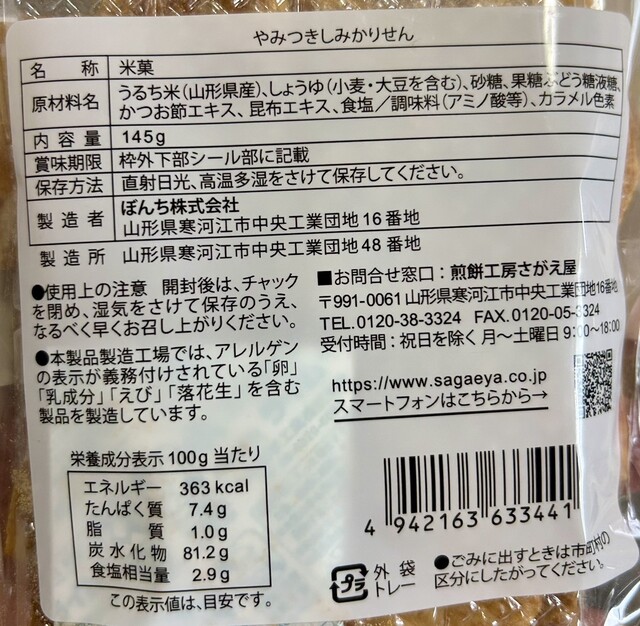 やみつきしみかりせん
名称 米菓
原材料名 うるち米(山形県産)、しょうゆ(小麦・大豆を含む)、砂糖、果糖ぶどう糖液糖、
かつお節エキス、昆布エキス、食塩/調味料(アミノ酸等)、カラメル色素
内容量 145g
賞味期限 枠外下部シール部に記載
保存方法 直射日光、高温多湿をさけて保存してください。
製造者 ぼんち株式会社
山形県寒河江市中央工業団地16番地
製造所 山形県寒河江市中央工業団地48番地
●使用上の注意 開封後は、チャック
を閉め、湿気をさけて保存のうえ、
なるべく早くお召し上がりください。
●本製品製造工場では、アレルゲン
の表示が義務付けされている「卵」
「乳成分」「えび」「落花生」を含む
製品を製造しています。
■お問合せ窓口:煎餅工房さがえ屋
〒991-0061 山形県寒河江市中央工業団地16番地
TEL.0120-38-3324 FAX.0120-05-3324
受付時間:祝日を除く 月~土曜日 9:00~18:00
https://www.sagaeya.co.jp
スマートフォンはこちらから→
栄養成分表示100g当たり
エネルギー 363kcal
たんぱく質 7.4g
脂質 1.0g
炭水化物 81.2g
食塩相当量 2.9g
この表示値は、目安です。
4 942163 633441
プラ 外袋
トレー
●ごみに出すときは市町村の
区分にしたがってください。